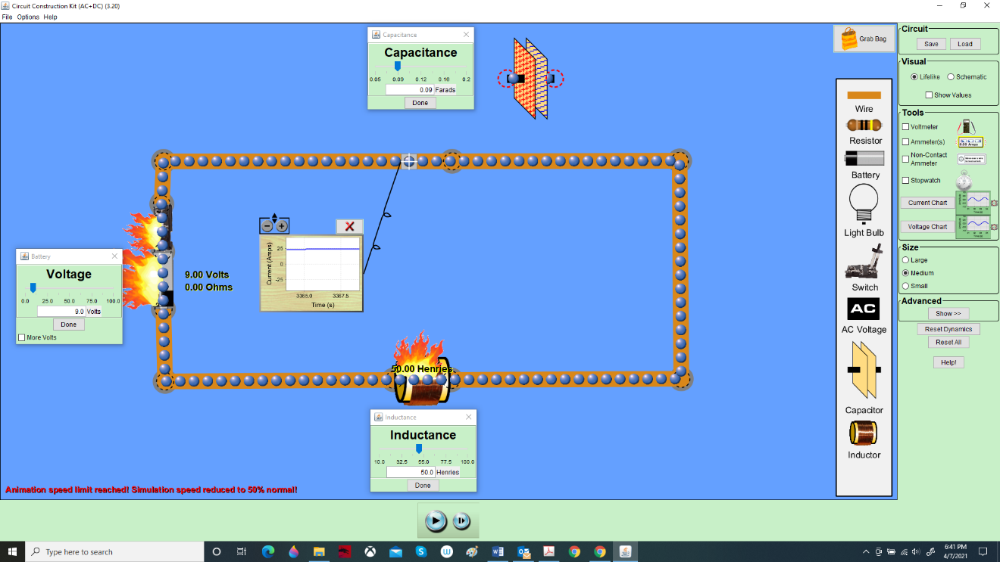 Circuit Construction Kit (AC+DC) (3.20)
File Options Help
Capacitance
Capacitance
0.05 0.09 0.12 0.16 0.2
0.09 Farads
Done
Grab Bag
Wire
Resistor
Battery
Light Bulb
Switch
AC
AC Voltage
Capacitor
Inductor
Circuit
Save Load
Visual
Lifelike Schematic
Show Values
Tools
Voltmeter
Ammeter(s)
0.00 Amps
Non-Contact
Ammeter
Stopwatch
Current Chart
Voltage Chart
Size
Large
Medium
Small
Advanced
Show >>
Reset Dynamics
Reset All
Help!
Battery
Voltage
0.0 25.0 50.0 75.0 100.0
9.0 Volts
Done
More Volts
9.00 Volts
0.00 Ohms
Current (Amps)
25
0
-25
3365.0 3367.5
Time (s)
50.00 Henries
Inductance
Inductance
10.0 32.5 55.0 77.5 100.0
50.0 Henries
Done
Animation speed limit reached! Simulation speed reduced to 50% normal!
Type here to search
6:41 PM
4/7/2021